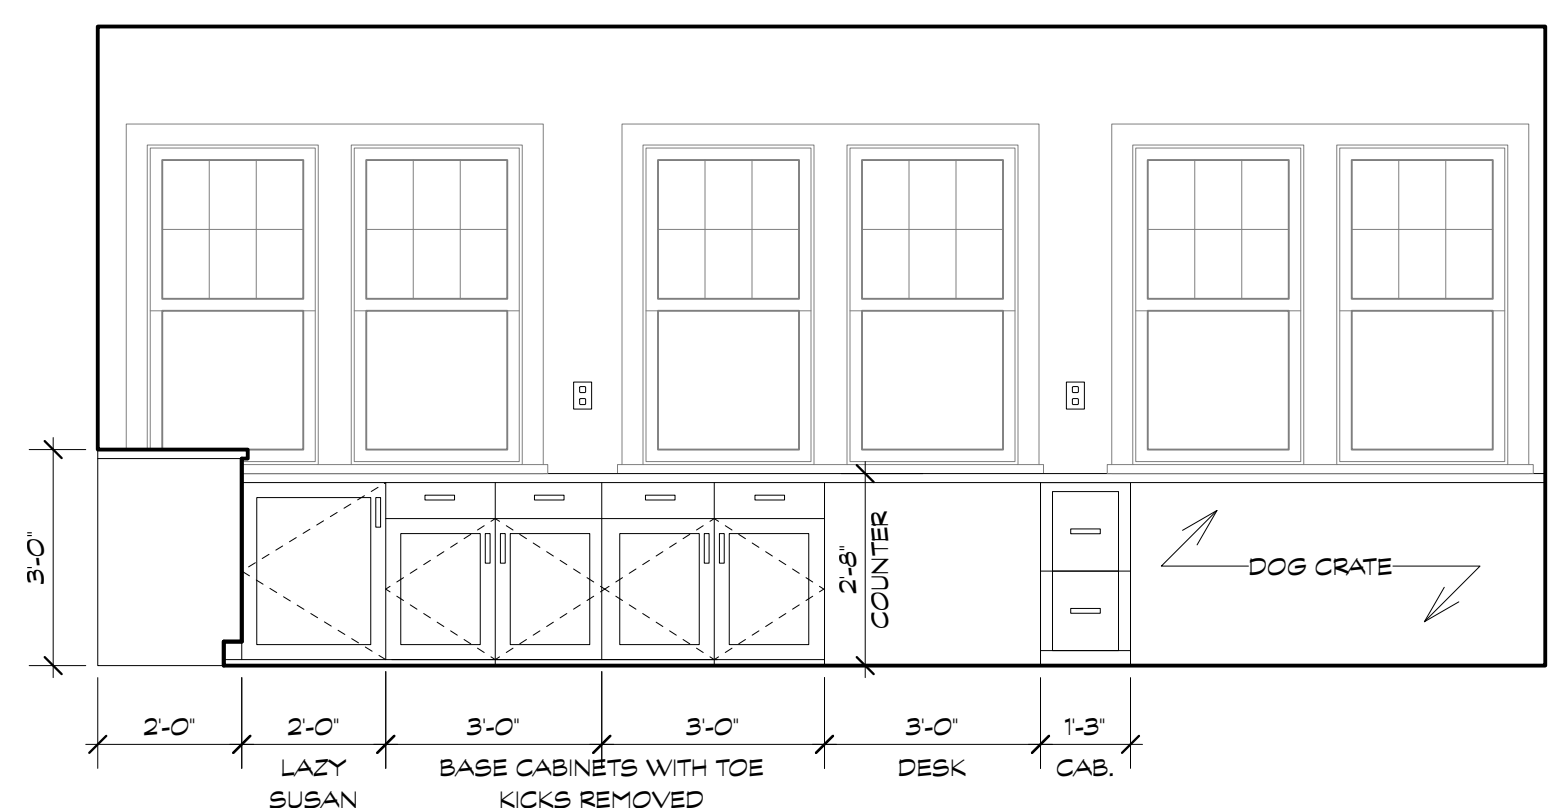 3'-0"
2'-8"
COUNTER
DOG CRATE
2'-0"
2'-0"
3'-0"
3'-0"
3'-0"
1'-3"
LAZY
SUSAN
BASE CABINETS WITH TOE
KICKS REMOVED
DESK
CAB.